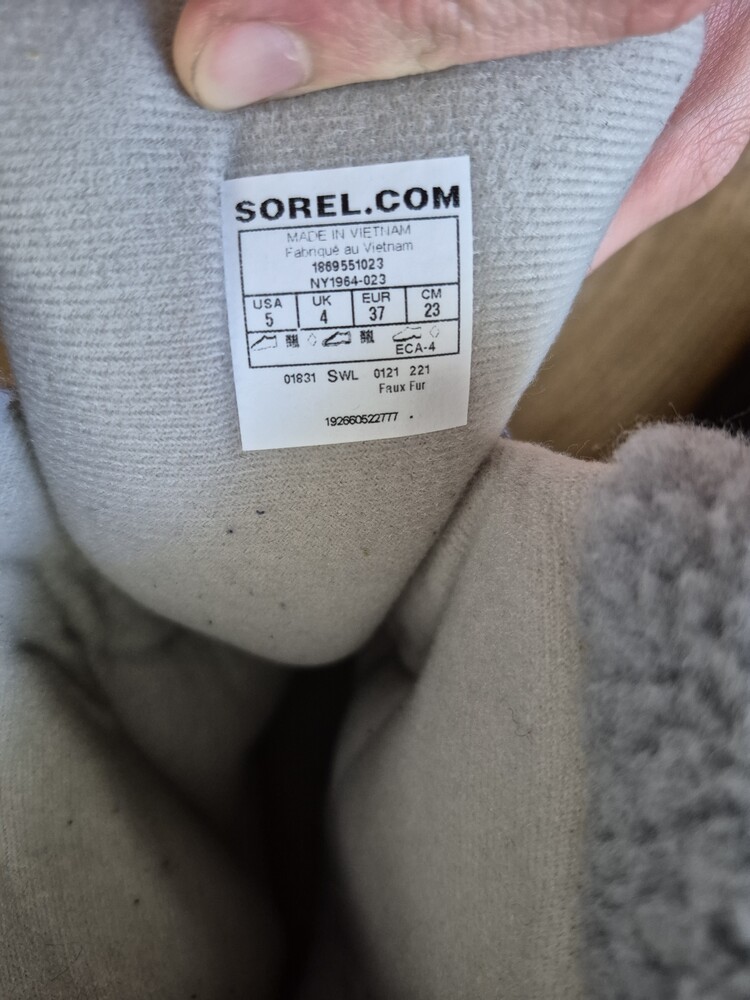 SOREL.COM
MADE IN VIETNAM
Fabriqué au Vietnam
1869551023
NY1964-023
USA UK EUR CM
5 4 37 23
ECA-4
01831 SWL 0121 221
Faux Fur
192660522777